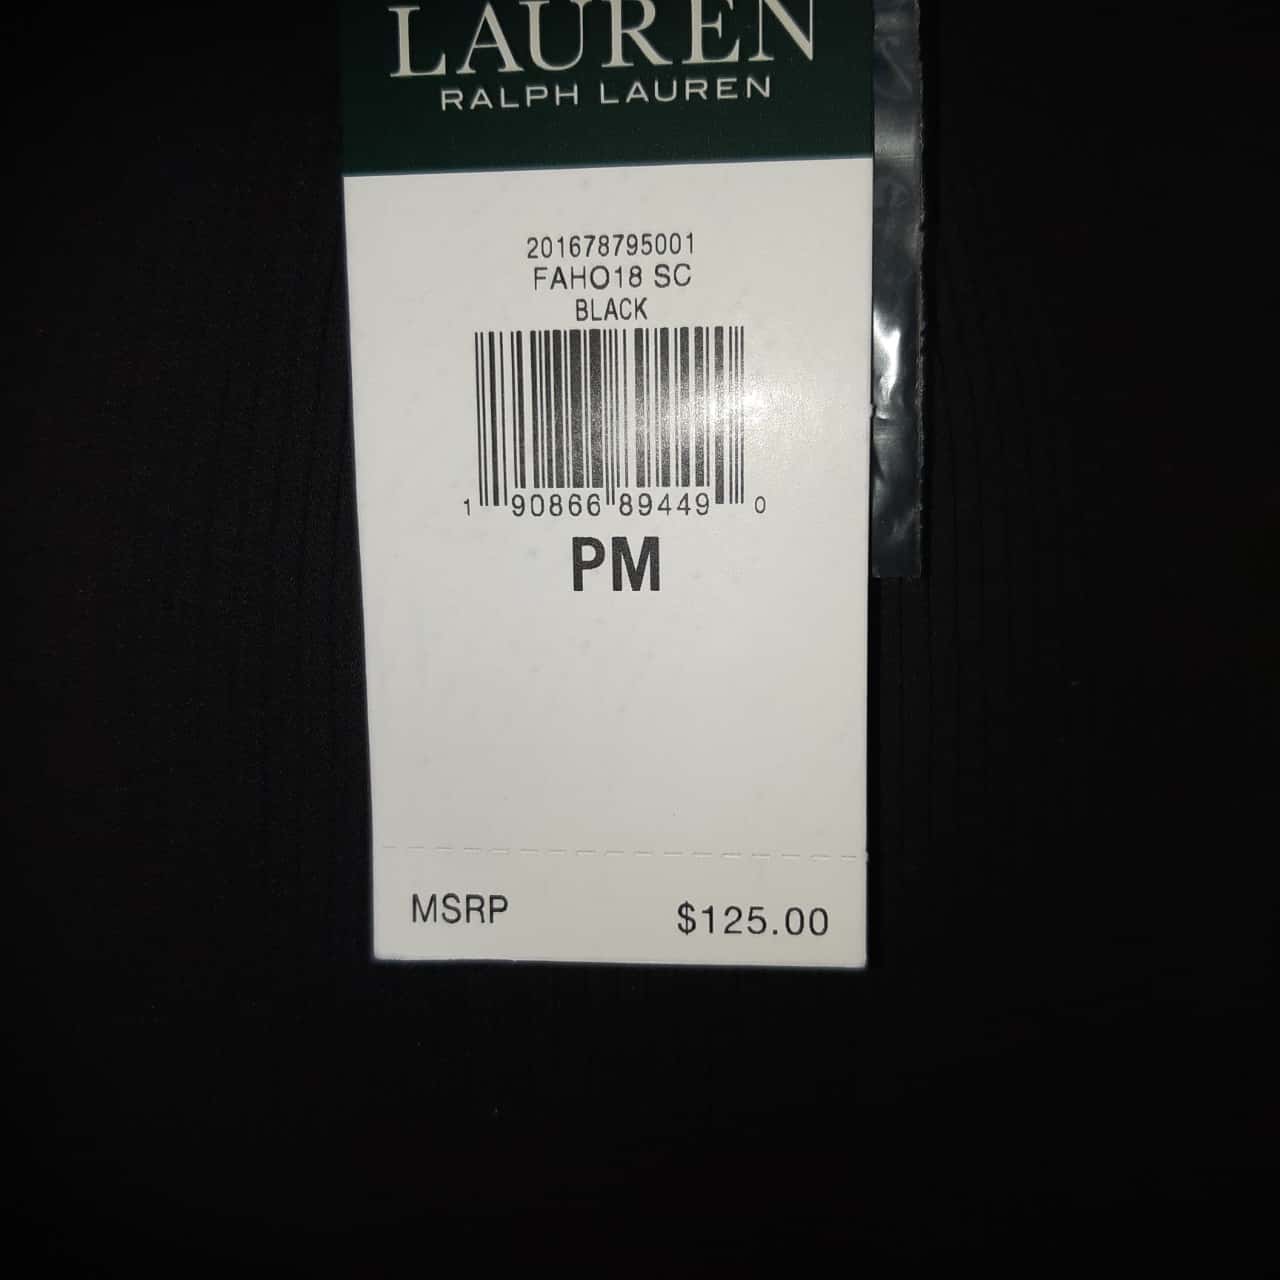 LAUREN
RALPH LAUREN
201678795001
FAHO18 SC
BLACK
1 90866 89449 0
PM
MSRP $125.00